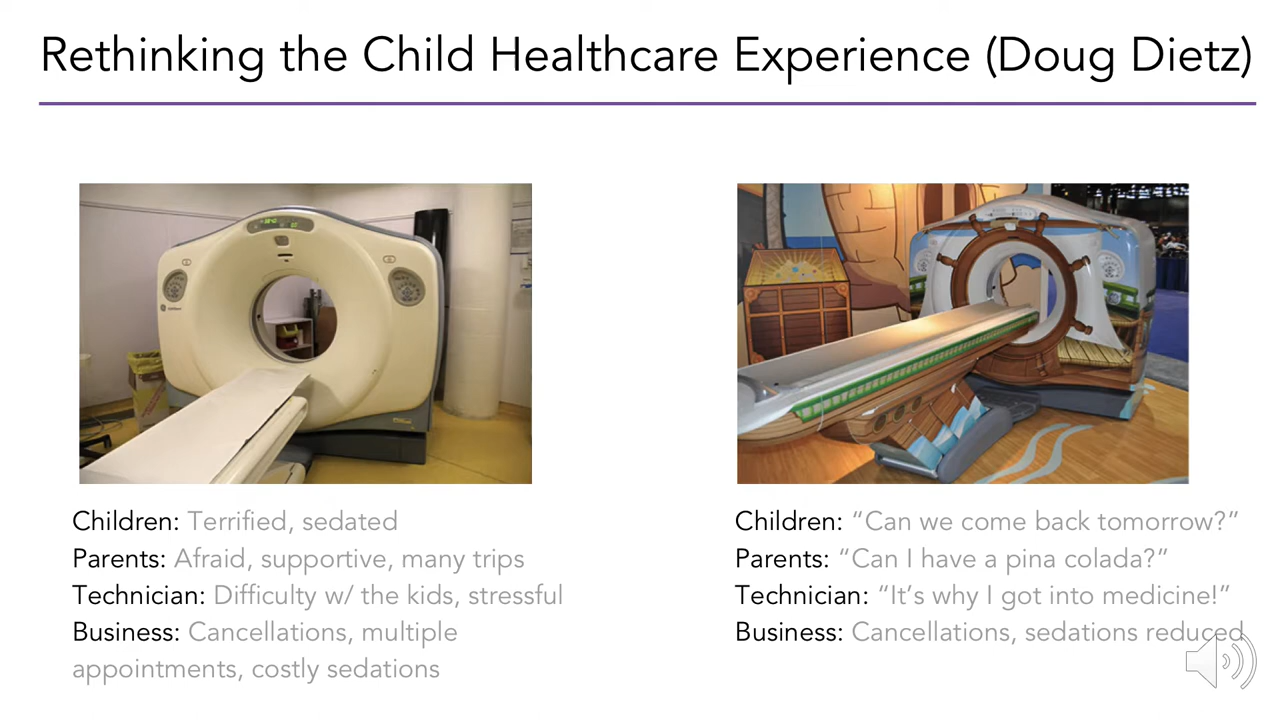 Rethinking the Child Healthcare Experience (Doug Dietz)
Children: Terrified, sedated
Parents: Afraid, supportive, many trips
Technician: Difficulty w/ the kids, stressful
Business: Cancellations, multiple
appointments, costly sedations
Children: “Can we come back tomorrow?”
Parents: “Can I have a pina colada?”
Technician: “It’s why I got into medicine!”
Business: Cancellations, sedations reduced